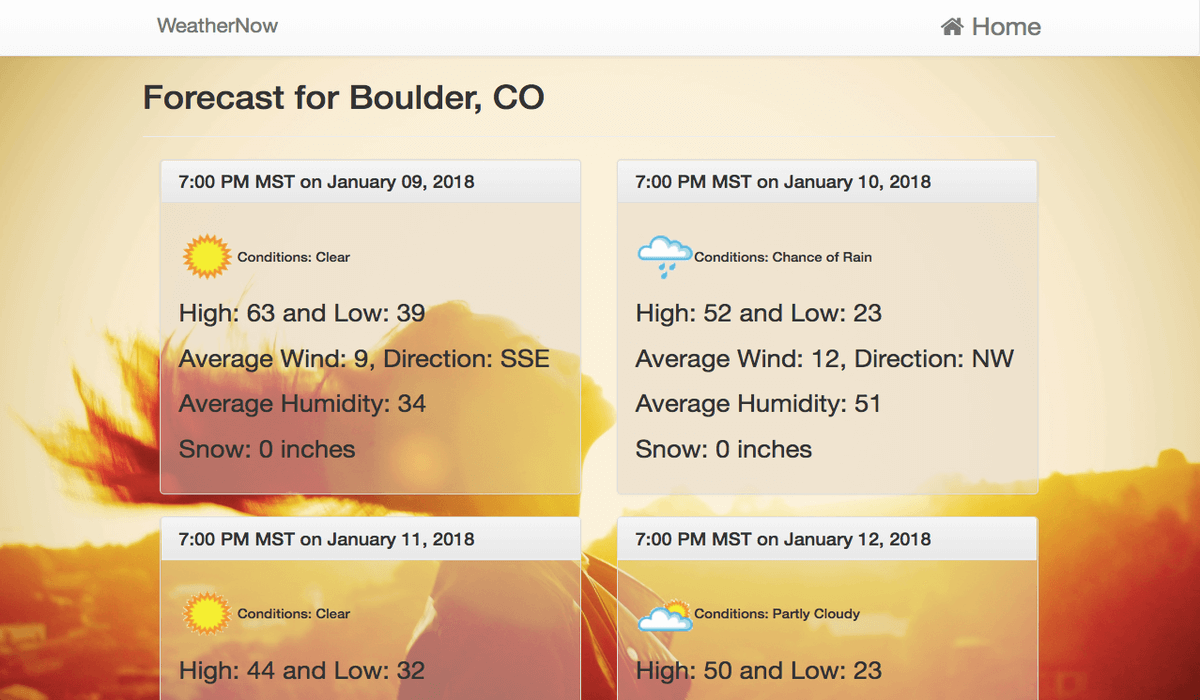 WeatherNow
Home
Forecast for Boulder, CO
7:00 PM MST on January 09, 2018
Conditions: Clear
High: 63 and Low: 39
Average Wind: 9, Direction: SSE
Average Humidity: 34
Snow: 0 inches
7:00 PM MST on January 10, 2018
Conditions: Chance of Rain
High: 52 and Low: 23
Average Wind: 12, Direction: NW
Average Humidity: 51
Snow: 0 inches
7:00 PM MST on January 11, 2018
Conditions: Clear
High: 44 and Low: 32
7:00 PM MST on January 12, 2018
Conditions: Partly Cloudy
High: 50 and Low: 23